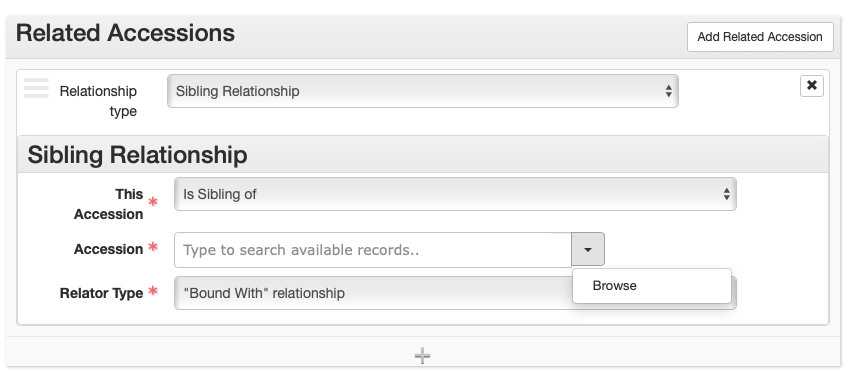 Related Accessions
Add Related Accession
Relationship
type
Sibling Relationship
Sibling Relationship
This
Accession *
Is Sibling of
Accession *
Type to search available records..
Browse
Relator Type *
"Bound With" relationship